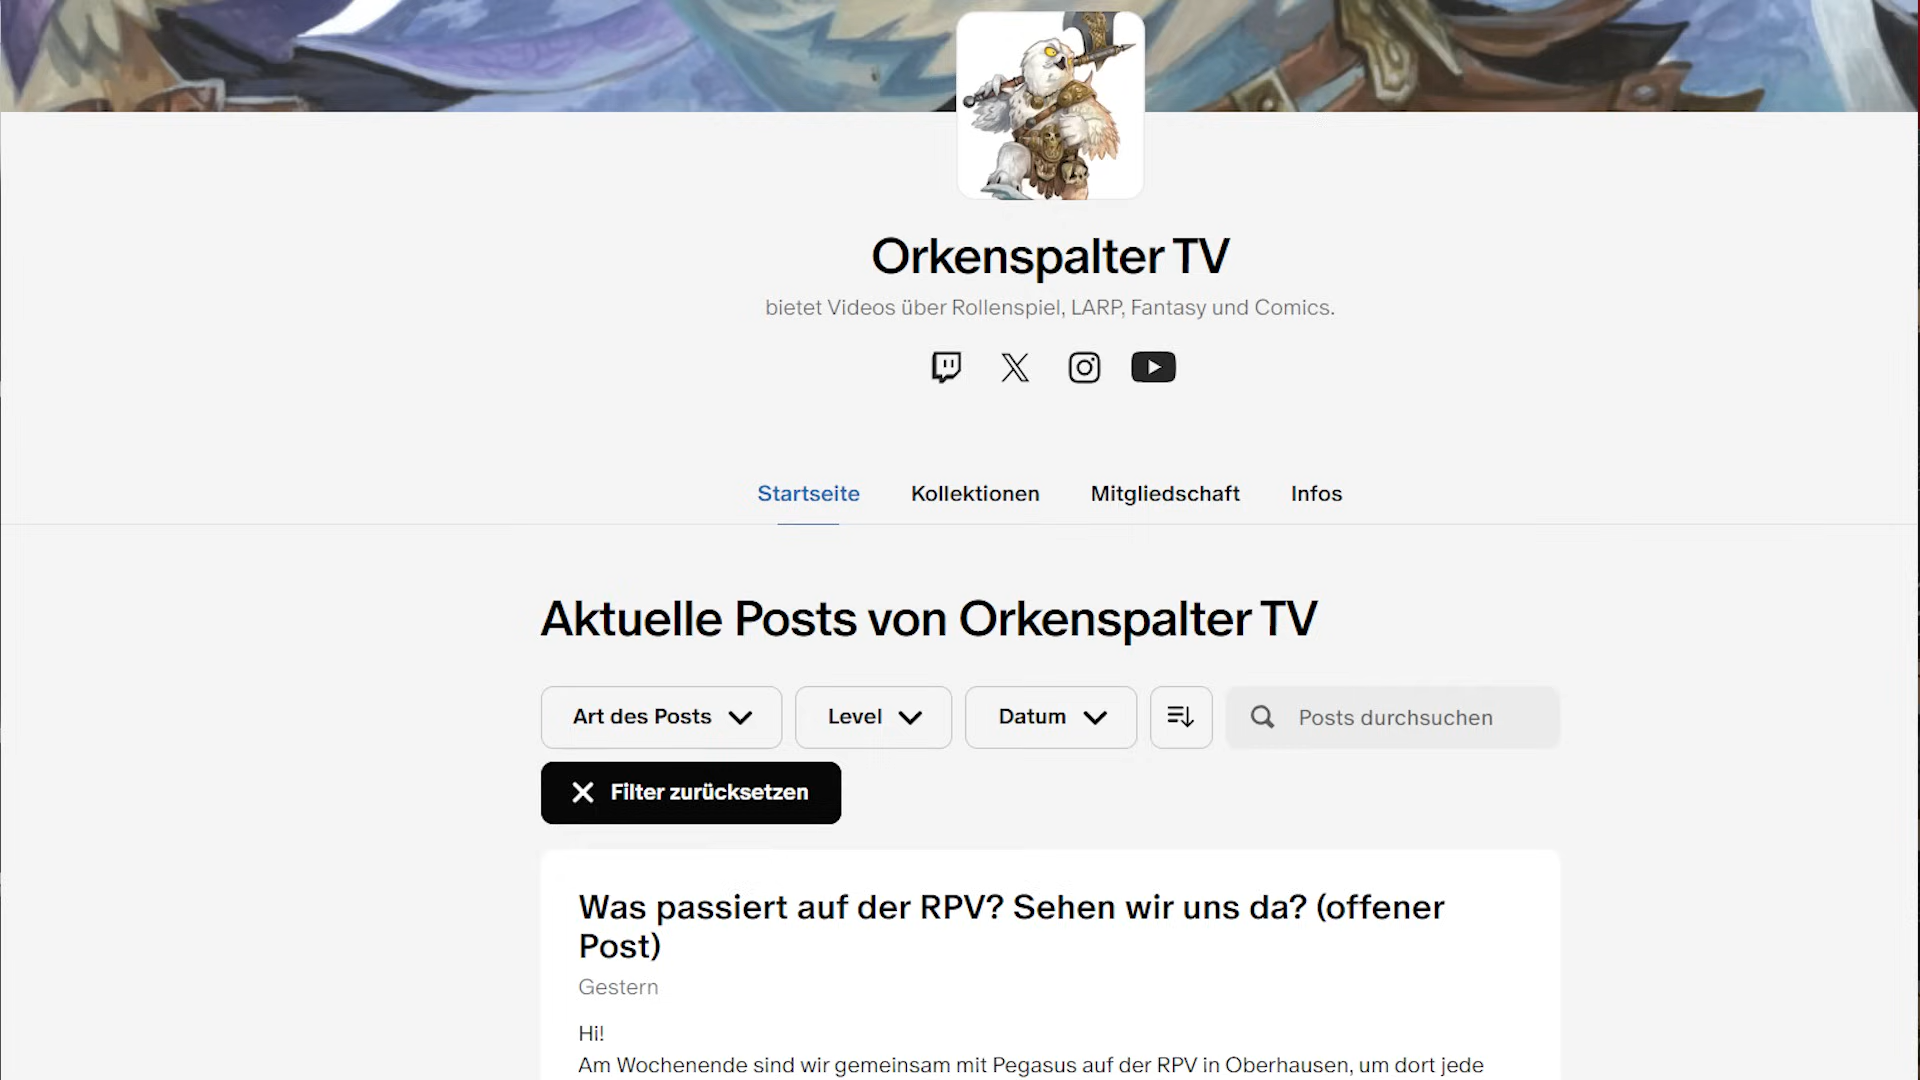 Orkenspalter TV
bietet Videos über Rollenspiel, LARP, Fantasy und Comics.
Startseite Kollektionen Mitgliedschaft Infos
Aktuelle Posts von Orkenspalter TV
Art des Posts Level Datum Posts durchsuchen
Filter zurücksetzen
Was passiert auf der RPV? Sehen wir uns da? (offener
Post)
Gestern
Hi!
Am Wochenende sind wir gemeinsam mit Pegasus auf der RPV in Oberhausen, um dort jede